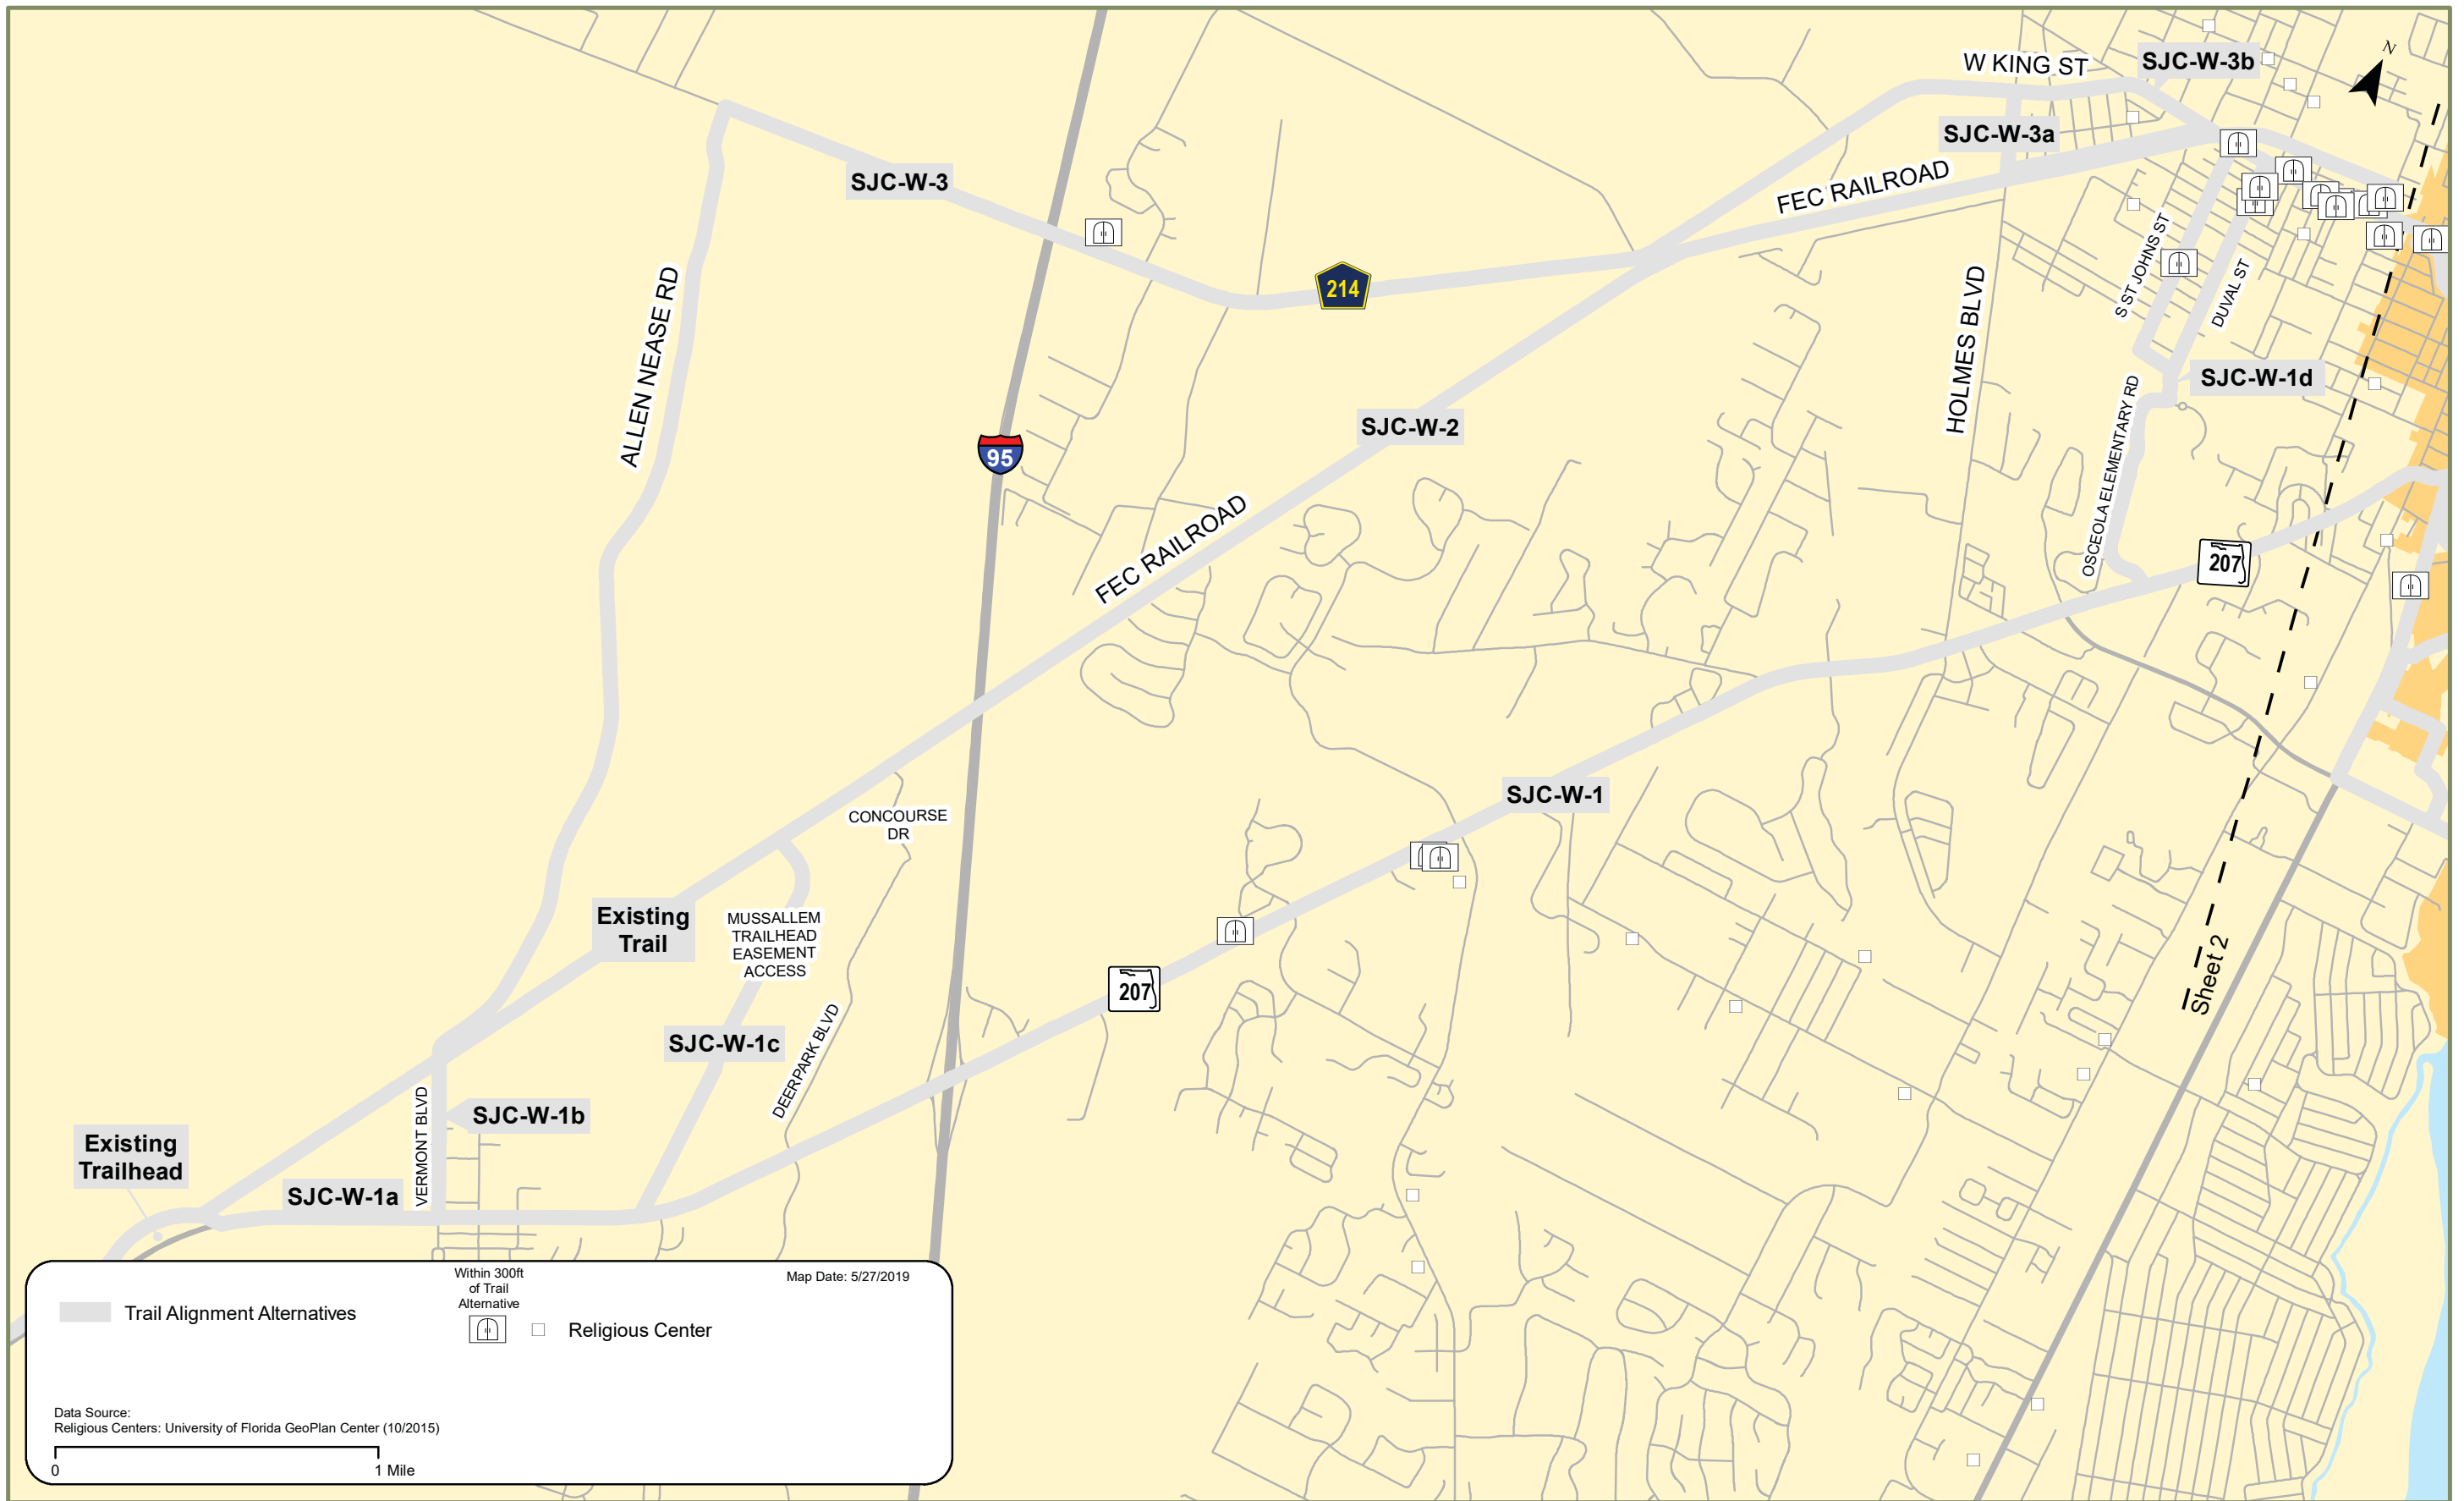 N
W KING ST
SJC-W-3b
SJC-W-3a
SJC-W-3
FEC RAILROAD
214
S ST JOHNS ST
DUVAL ST
HOLMES BLVD
ALLEN NEASE RD
SJC-W-1d
SJC-W-2
95
OSCEOLA ELEMENTARY RD
FEC RAILROAD
207
SJC-W-1
CONCOURSE
DR
Existing
Trail
MUSSALLEM
TRAILHEAD
EASEMENT
ACCESS
207
Sheet 2
SJC-W-1c
DEERPARK BLVD
SJC-W-1b
VERMONT BLVD
Existing
Trailhead
SJC-W-1a
Within 300ft
of Trail
Alternative
Map Date: 5/27/2019
Trail Alignment Alternatives
Religious Center
Data Source:
Religious Centers: University of Florida GeoPlan Center (10/2015)
0
1 Mile